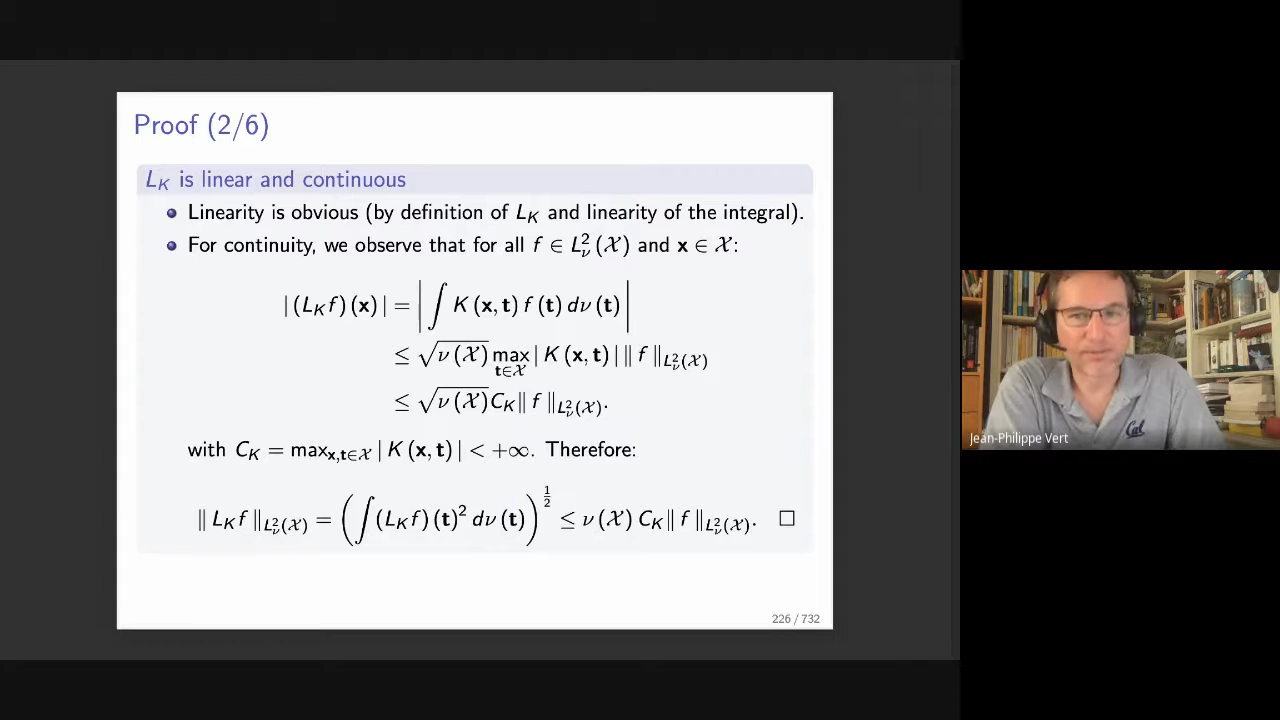 Proof (2/6)
L_K is linear and continuous
Linearity is obvious (by definition of L_K and linearity of the integral).
For continuity, we observe that for all f ∈ L²_ν(𝒳) and x ∈ 𝒳:
|(L_K f)(x)| = |∫ K(x,t) f(t) dν(t)|
≤ √ν(𝒳) max_{t∈𝒳} |K(x,t)| ‖f‖_{L²_ν(𝒳)}
≤ √ν(𝒳) C_K ‖f‖_{L²_ν(𝒳)}.
with C_K = max_{x,t∈𝒳} |K(x,t)| < +∞. Therefore:
‖L_K f‖_{L²_ν(𝒳)} = (∫(L_K f)(t)² dν(t))^{1/2} ≤ ν(𝒳) C_K ‖f‖_{L²_ν(𝒳)}. □
226 / 732
Cal
Jean-Philippe Vert